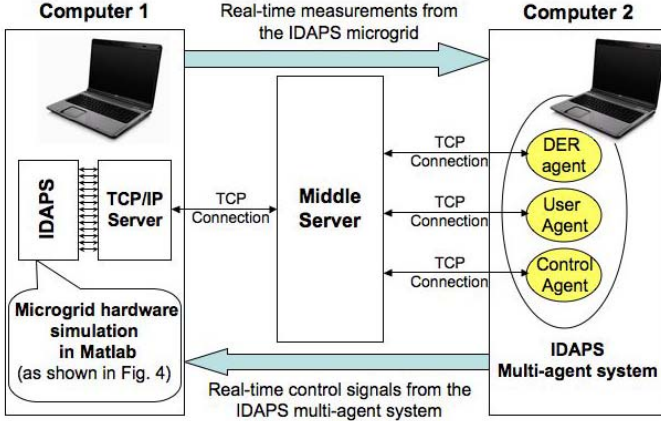 Computer 1
Real-time measurements from
the IDAPS microgrid
Computer 2
IDAPS
TCP/IP
Server
TCP
Connection
Middle
Server
TCP
Connection
TCP
Connection
TCP
Connection
DER
agent
User
Agent
Control
Agent
Microgrid hardware
simulation
in Matlab
(as shown in Fig. 4)
IDAPS
Multi-agent system
Real-time control signals from the
IDAPS multi-agent system